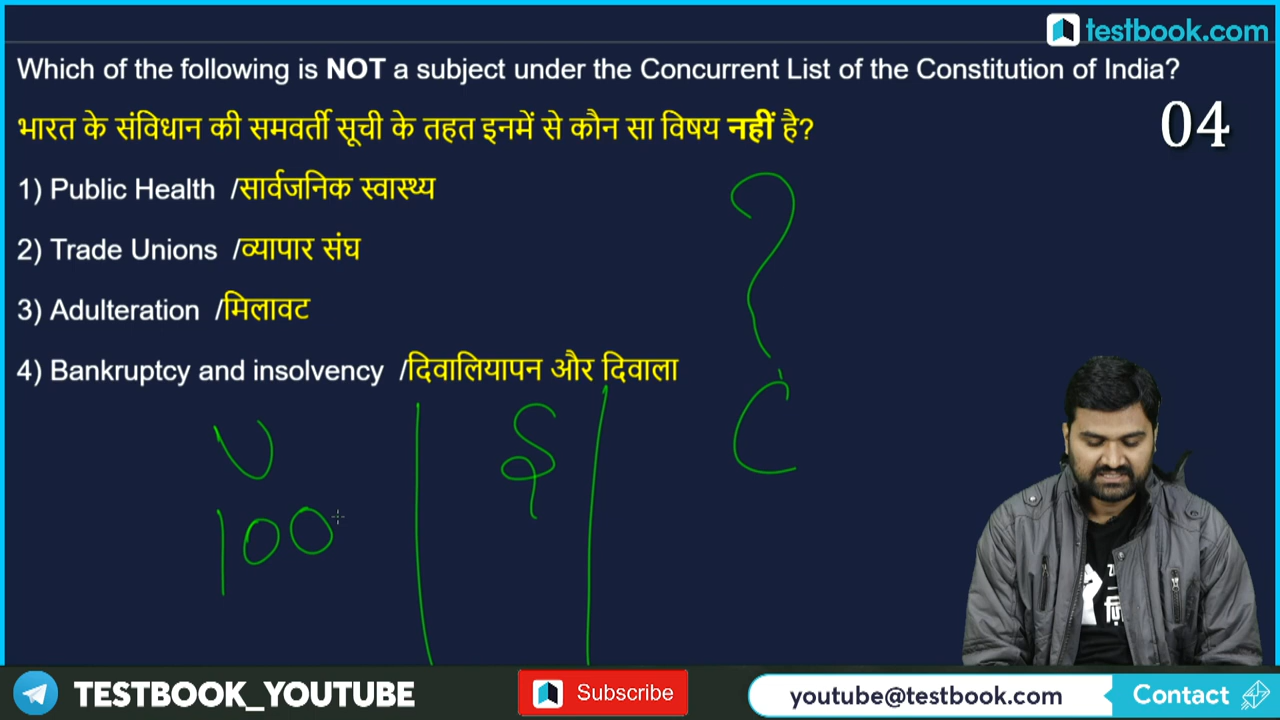 testbook.com
Which of the following is NOT a subject under the Concurrent List of the Constitution of India?
भारत के संविधान की समवर्ती सूची के तहत इनमें से कौन सा विषय नहीं है?
04
1) Public Health /सार्वजनिक स्वास्थ्य
2) Trade Unions /व्यापार संघ
3) Adulteration /मिलावट
4) Bankruptcy and insolvency /दिवालियापन और दिवाला
?
U S C
100
TESTBOOK_YOUTUBE
Subscribe
youtube@testbook.com
Contact